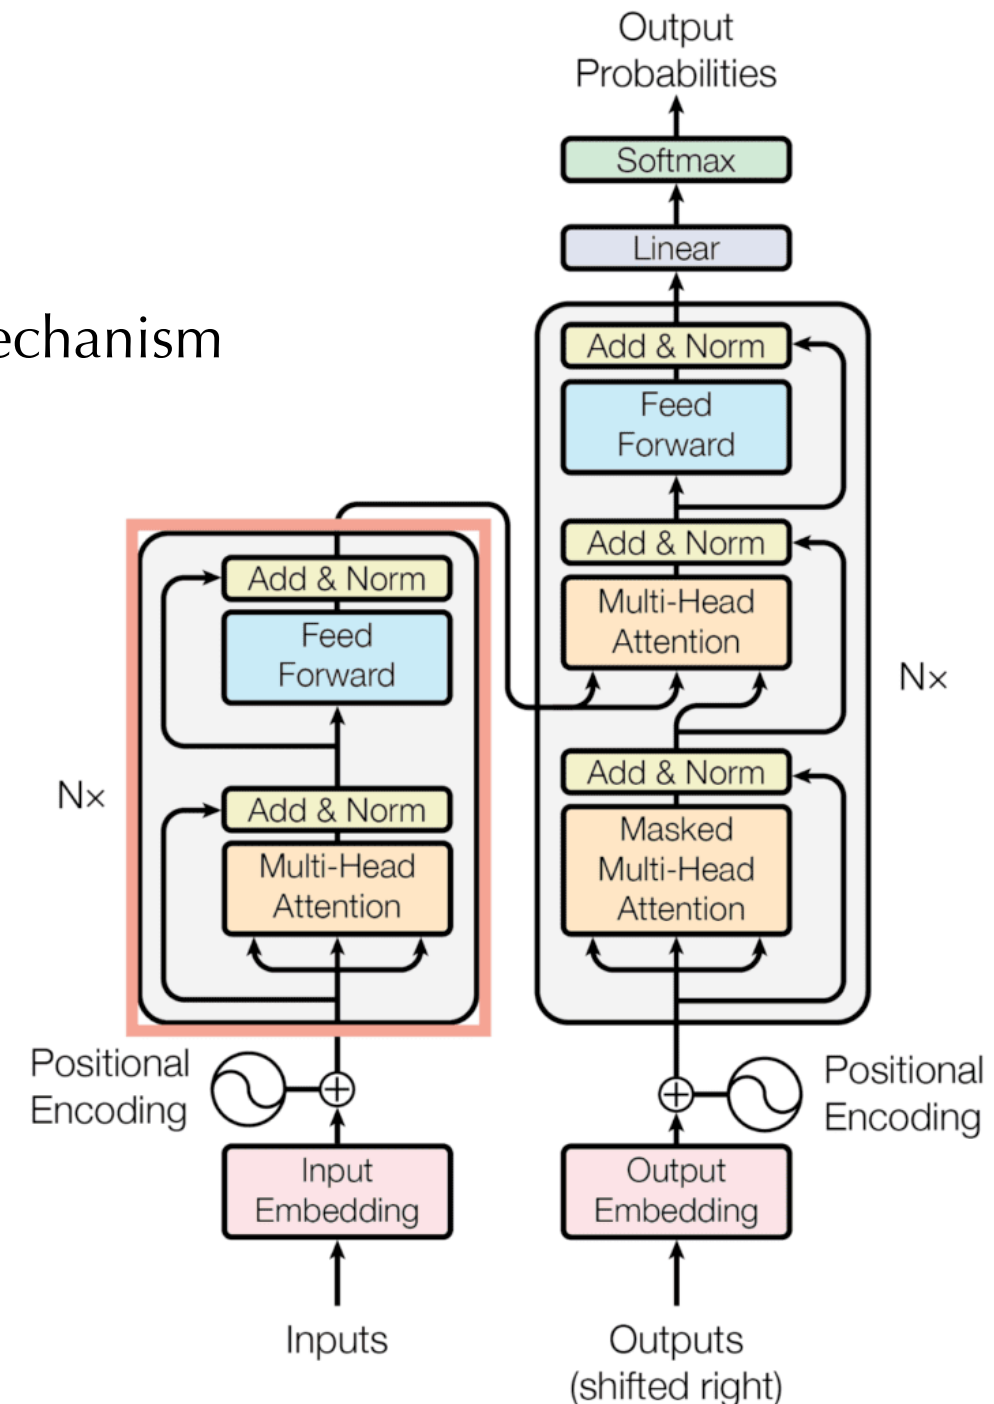 Output
Probabilities
Softmax
Linear
echanism
Add & Norm
Feed
Forward
Add & Norm
Multi-Head
Attention
Nx
Add & Norm
Masked
Multi-Head
Attention
Add & Norm
Feed
Forward
Nx
Add & Norm
Multi-Head
Attention
Positional
Encoding
Positional
Encoding
Input
Embedding
Output
Embedding
Inputs
Outputs
(shifted right)